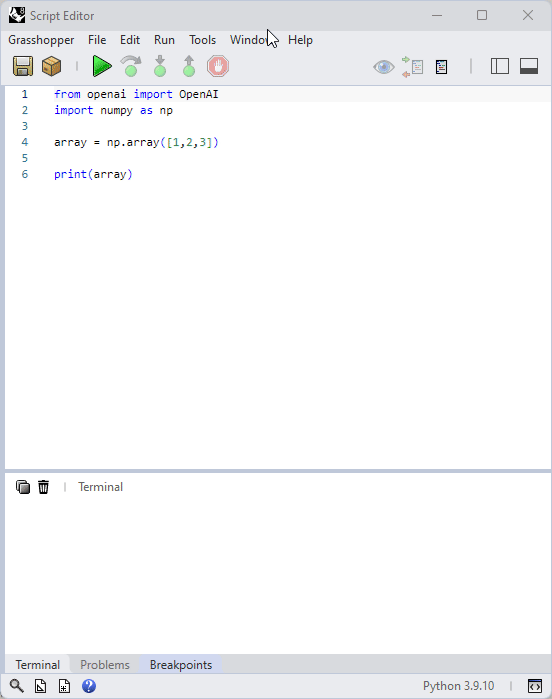 Script Editor
Grasshopper File Edit Run Tools Window Help
1 from openai import OpenAI
2 import numpy as np
3
4 array = np.array([1,2,3])
5
6 print(array)
Terminal
Terminal Problems Breakpoints
Python 3.9.10